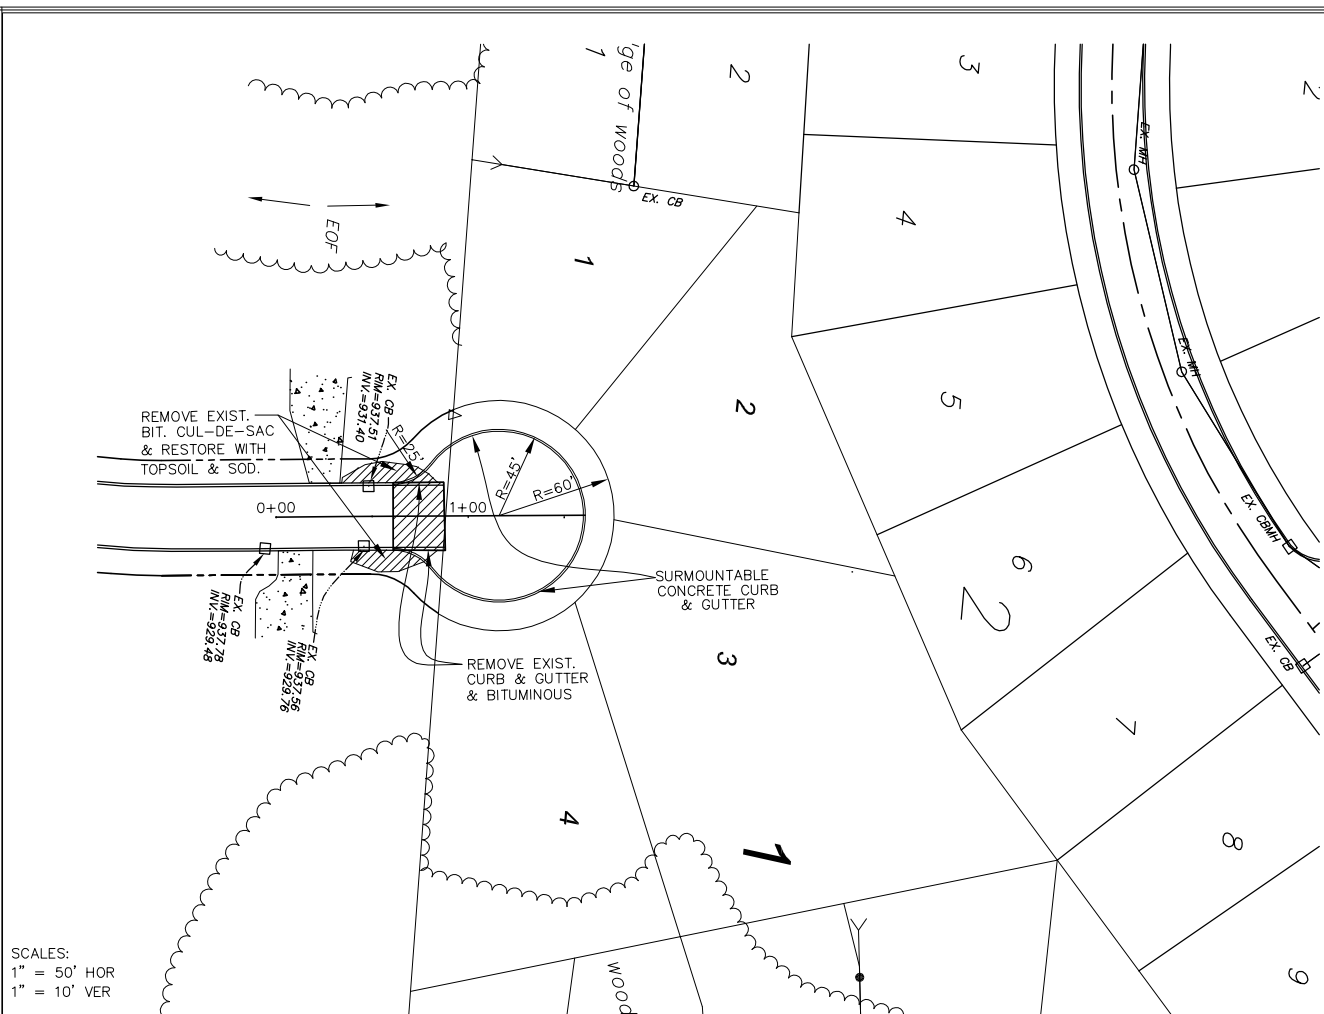 'ge of woods
1
2
3
2
EX. MH
EX. CB
4
EOF
1
EX. MH
5
2
EX. CB
RIM=937.51
INV.=931.40
REMOVE EXIST.
BIT. CUL-DE-SAC
& RESTORE WITH
TOPSOIL & SOD.
R=25'
R=45'
R=60'
0+00
1+00
EX. CBMH
6
2
SURMOUNTABLE
CONCRETE CURB
& GUTTER
EX. CB
RIM=937.78
INV.=929.48
EX. CB
RIM=937.56
INV.=929.76
REMOVE EXIST.
CURB & GUTTER
& BITUMINOUS
3
EX. CB
7
4
1
8
SCALES:
1" = 50' HOR
1" = 10' VER
wood
9